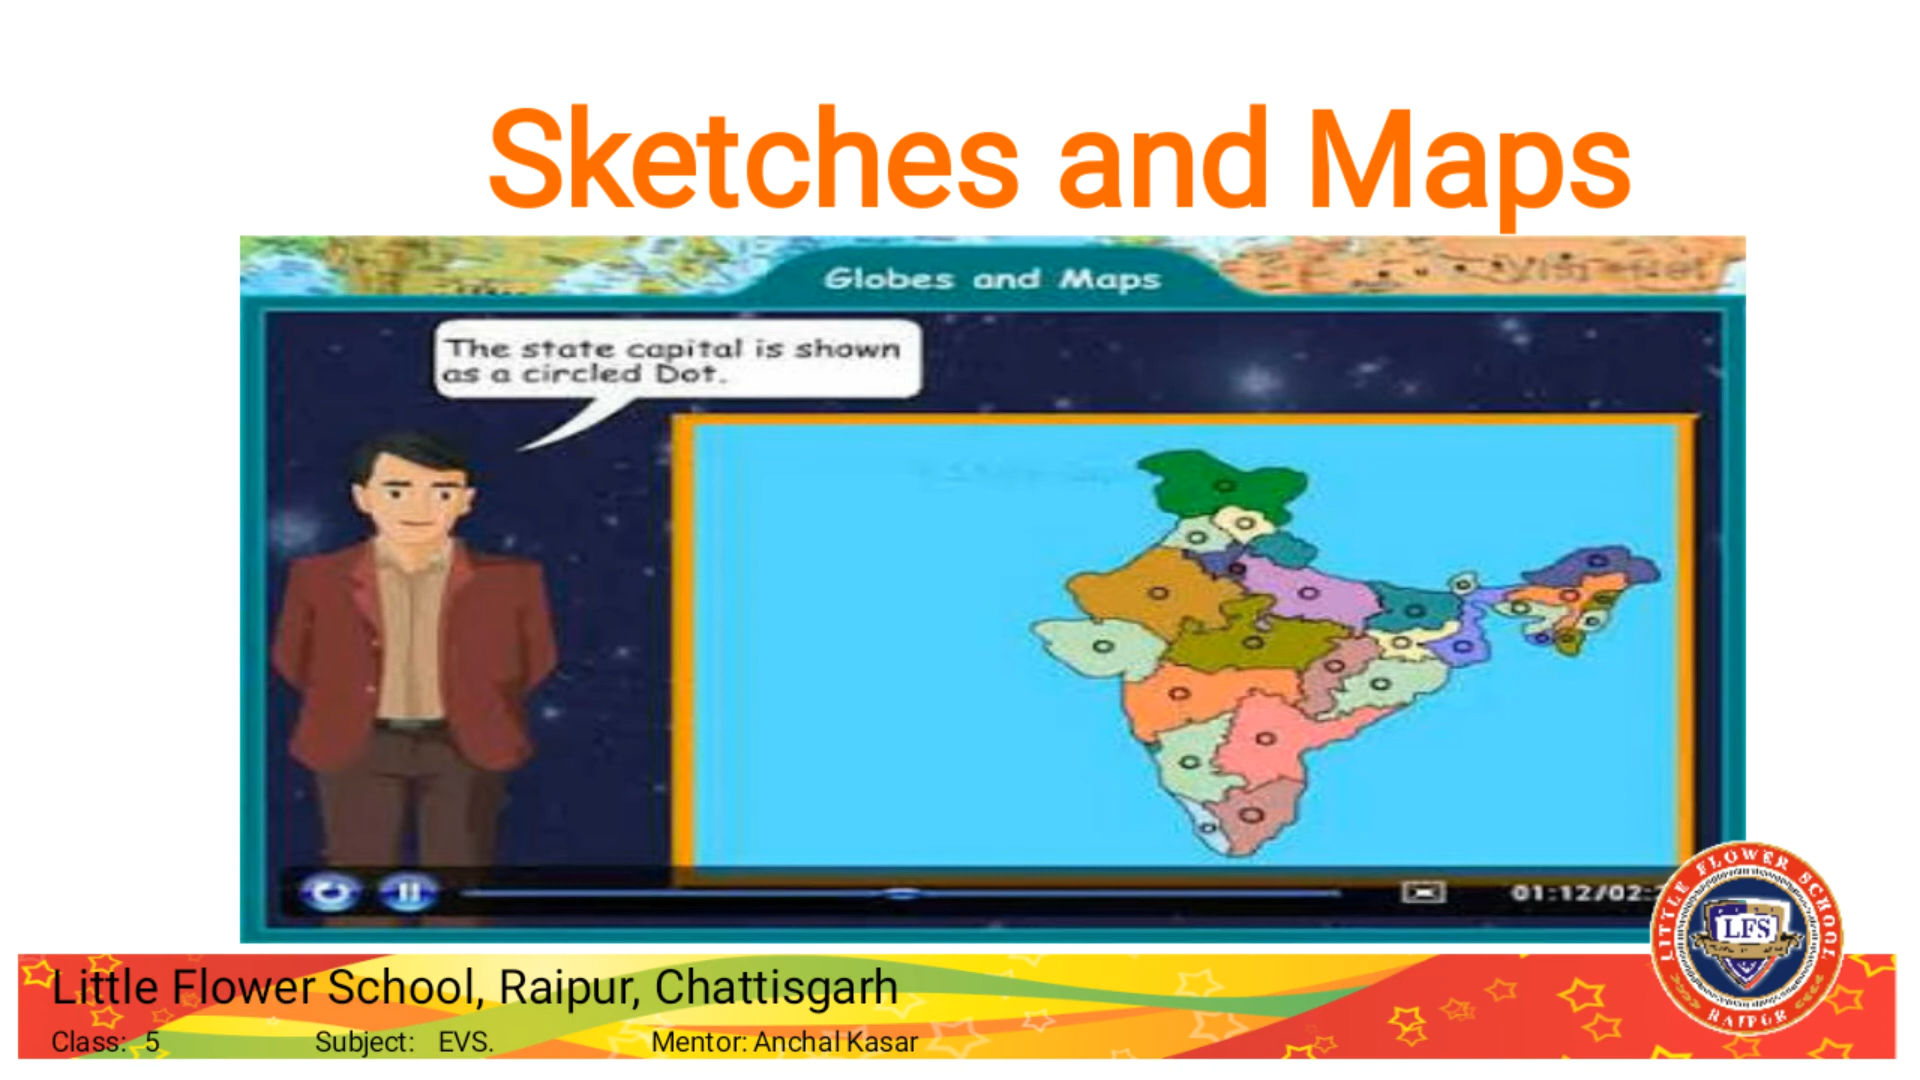 Sketches and Maps
Globes and Maps
The state capital is shown
as a circled Dot.
01:12/02:
LITTLE FLOWER SCHOOL
LFS
RAIPUR
Little Flower School, Raipur, Chattisgarh
Class: 5 Subject: EVS. Mentor: Anchal Kasar